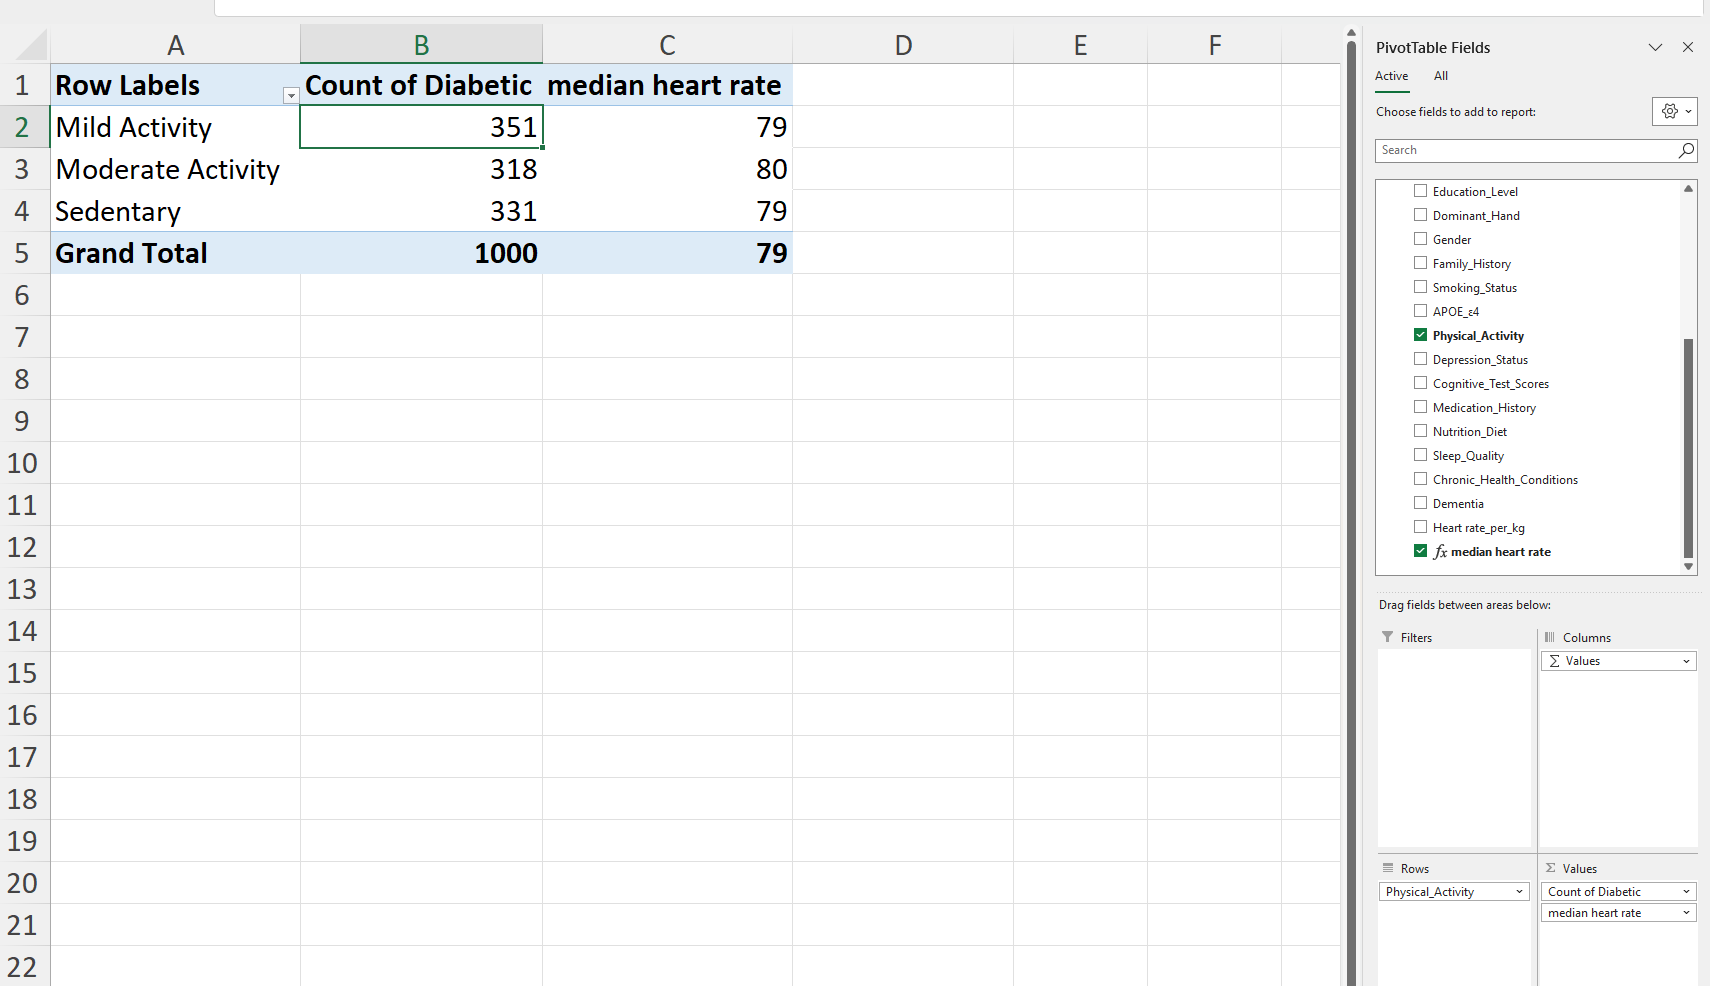 A B C D E F
1 Row Labels Count of Diabetic median heart rate
2 Mild Activity 351 79
3 Moderate Activity 318 80
4 Sedentary 331 79
5 Grand Total 1000 79
6
7
8
9
10
11
12
13
14
15
16
17
18
19
20
21
22
PivotTable Fields
Active All
Choose fields to add to report:
Search
Education_Level
Dominant_Hand
Gender
Family_History
Smoking_Status
APOE_ε4
Physical_Activity
Depression_Status
Cognitive_Test_Scores
Medication_History
Nutrition_Diet
Sleep_Quality
Chronic_Health_Conditions
Dementia
Heart rate_per_kg
fx median heart rate
Drag fields between areas below:
Filters
Columns
Σ Values
Rows
Physical_Activity
Σ Values
Count of Diabetic
median heart rate